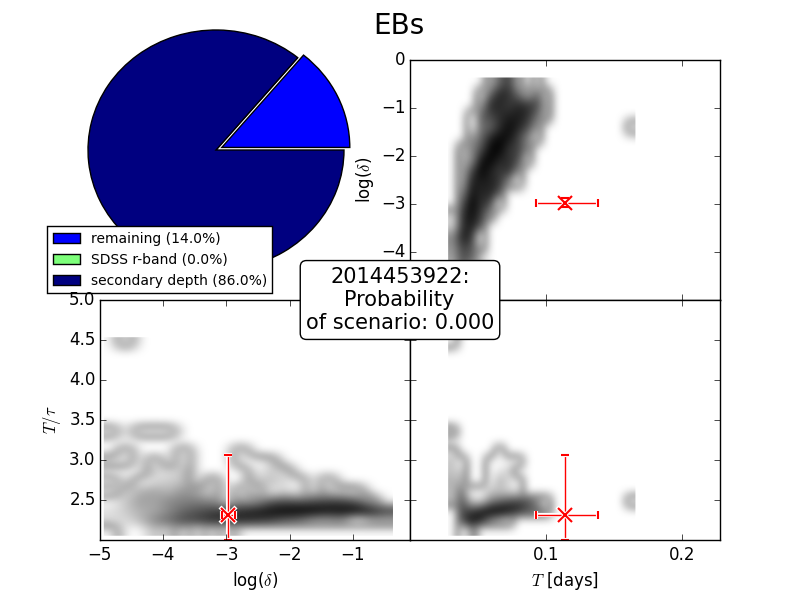 EBs
remaining (14.0%)
SDSS r-band (0.0%)
secondary depth (86.0%)
0
−1
−2
−3
−4
log(δ)
2014453922:
Probability
of scenario: 0.000
5.0
4.5
4.0
3.5
3.0
2.5
T/τ
−5
−4
−3
−2
−1
log(δ)
0.1
0.2
T [days]